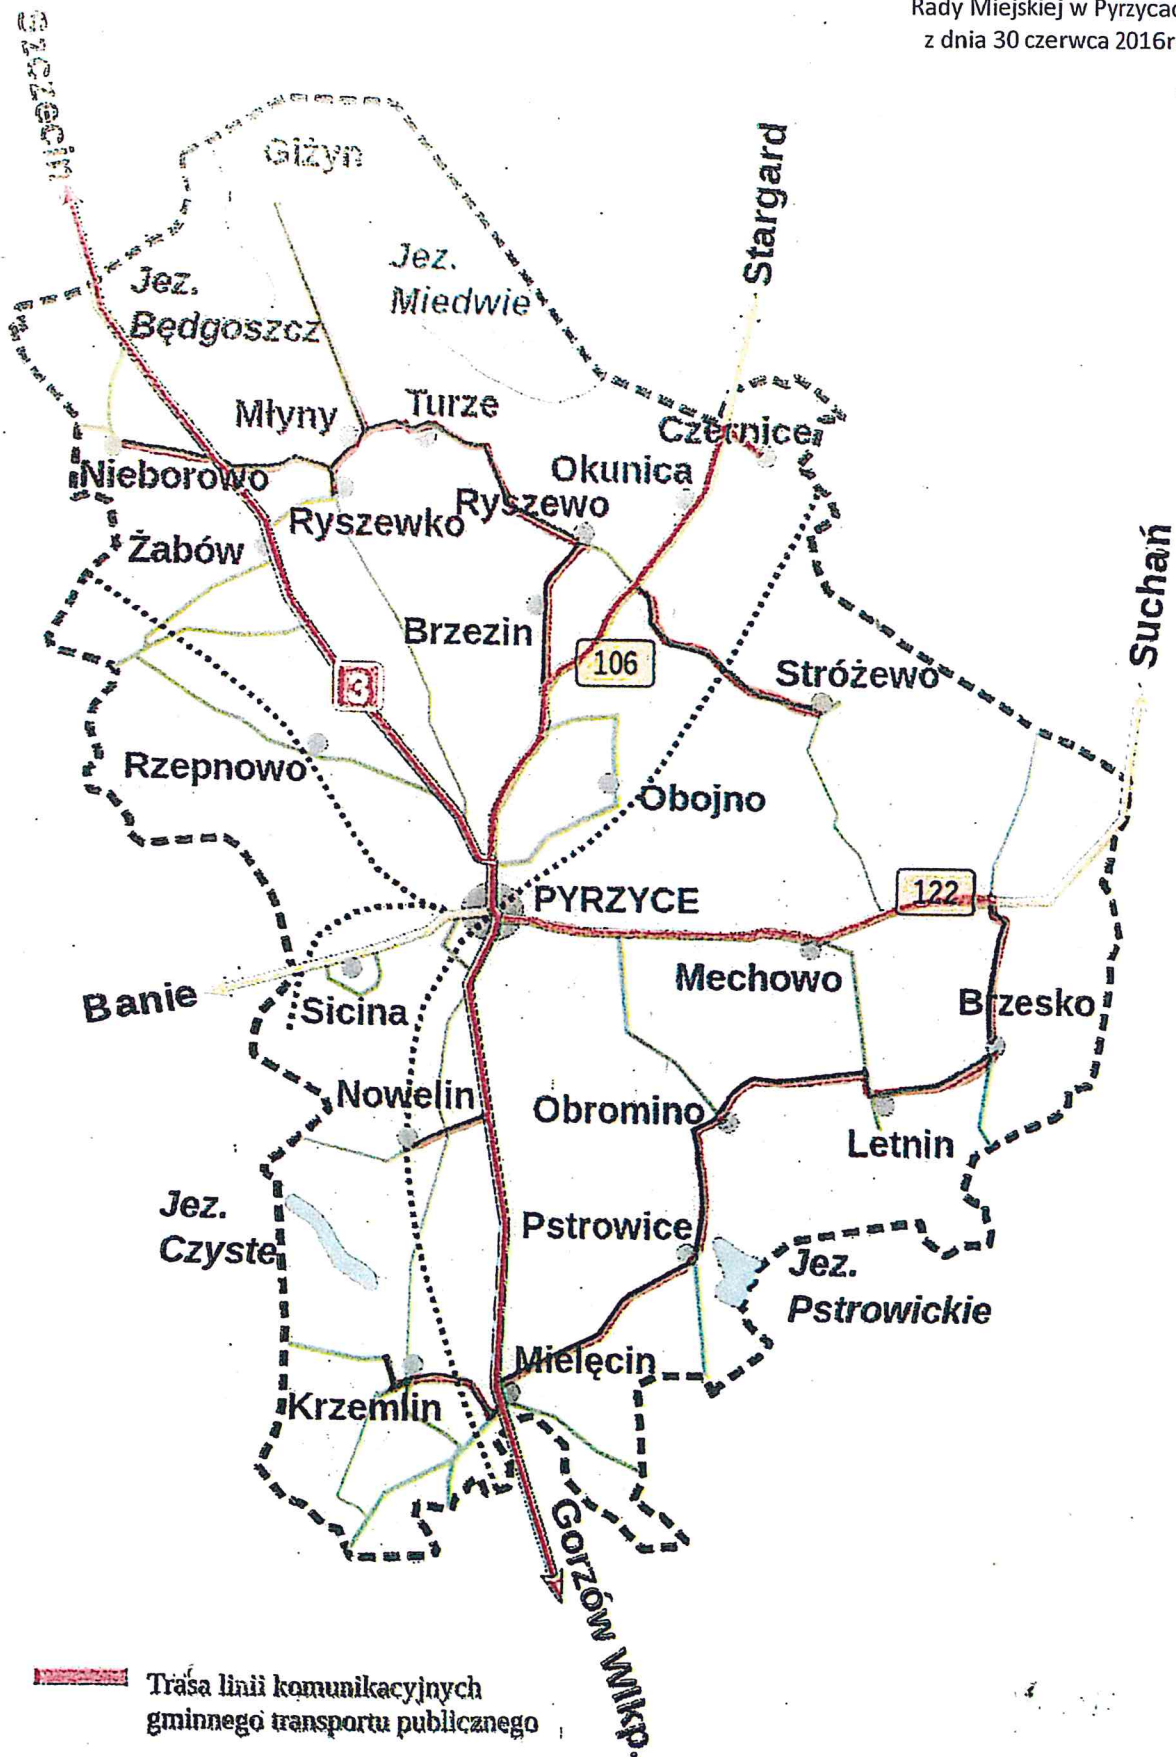 Rady Miejskiej w Pyrzycac
z dnia 30 czerwca 2016r
Szczecin
Giżyn
Stargard
Jez.
Miedwie
Jez.
Będgoszcz
Młyny
Turze
Czernice
Nieborowo
Okunica
Ryszewo
Ryszewko
Żabów
Suchań
Brzezin
106
Stróżewo
3
Rzepnowo
Obojno
PYRZYCE
122
Mechowo
Banie
Sicina
Brzesko
Nowelin
Obromino
Letnin
Jez.
Czyste
Pstrowice
Jez.
Pstrowickie
Mielęcin
Krzemlin
Gorzów Wlkp.
Trasa linii komunikacyjnych
gminnego transportu publicznego